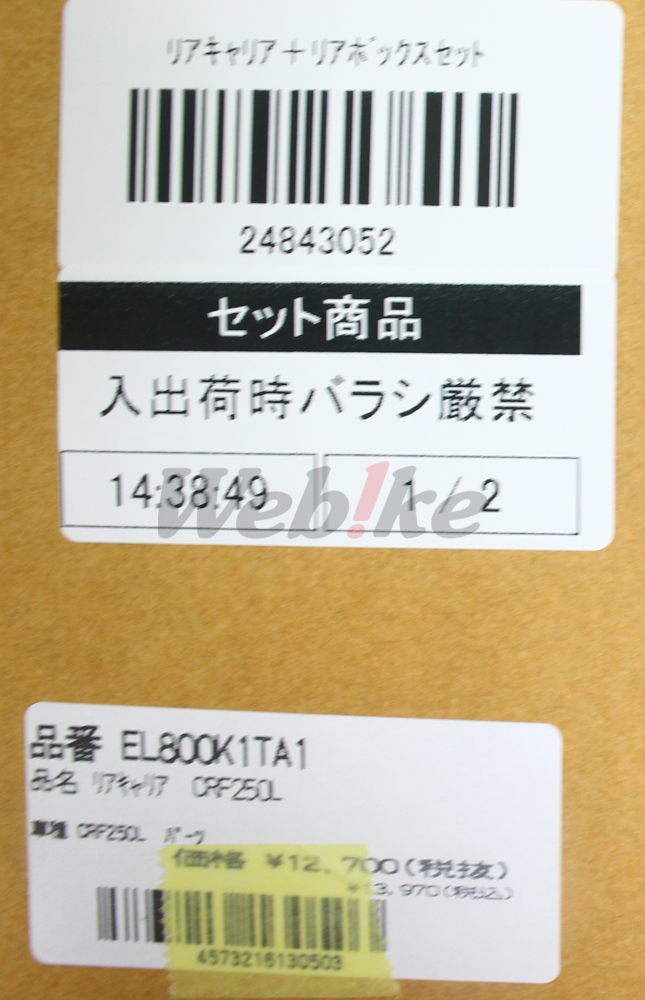 リアキャリア＋リアボックスセット
24843052
セット商品
入出荷時バラシ厳禁
14:38:49 1 / 2
Web!ke
品番 EL800K1TA1
品名 リアキャリア CRF250L
車種 CRF250L パーツ
価格 ￥12,700(税抜)
￥13,970(税込)
4573216130503